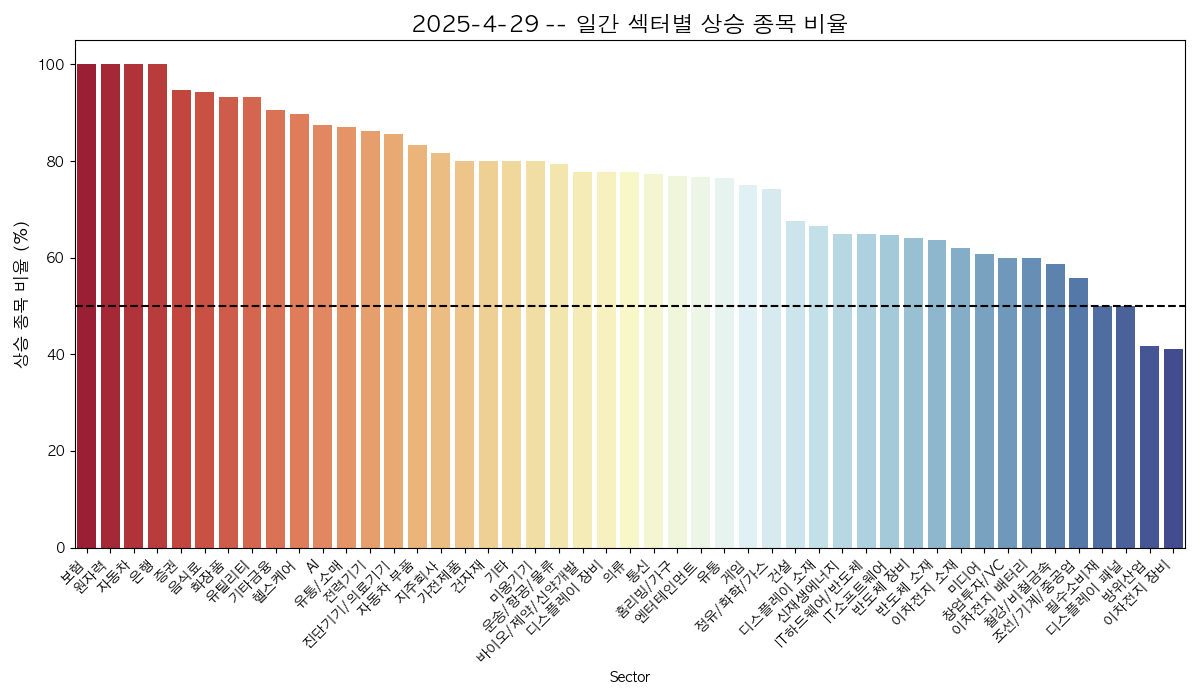 2025-4-29 -- 일간 섹터별 상승 종목 비율
상승 종목 비율 (%)
100
80
60
40
20
0
보험
원자력
자동차
은행
증권
음식료
화장품
유틸리티
기타금융
헬스케어
AI
유통/소매
전력기기
진단기기/의료기기
자동차 부품
지주회사
가전제품
건자재
기타
미용기기
운송/항공/물류
바이오/제약/신약개발
디스플레이 장비
의류
통신
홈리빙/가구
엔터테인먼트
유통
게임
정유/화학/가스
건설
디스플레이 소재
신재생에너지
IT하드웨어/반도체
IT소프트웨어
반도체 장비
반도체 소재
이차전지 소재
미디어
창업투자/VC
이차전지 배터리
철강/비철금속
조선/기계/중공업
필수소비재
디스플레이 패널
방위산업
이차전지 장비
Sector